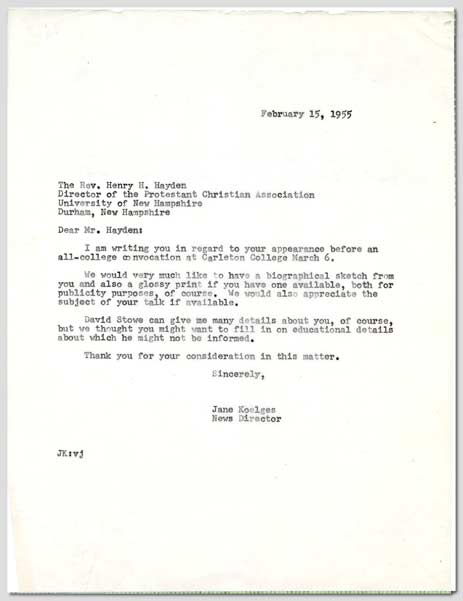 February 15, 1955
The Rev. Henry H. Hayden
Director of the Protestant Christian Association
University of New Hampshire
Durham, New Hampshire
Dear Mr. Hayden:
I am writing you in regard to your appearance before an
all-college convocation at Carleton College March 6.
We would very much like to have a biographical sketch from
you and also a glossy print if you have one available, both for
publicity purposes, of course. We would also appreciate the
subject of your talk if available.
David Stowe can give me many details about you, of course,
but we thought you might want to fill in on educational details
about which he might not be informed.
Thank you for your consideration in this matter.
Sincerely,
Jane Koelges
News Director
JK:vj